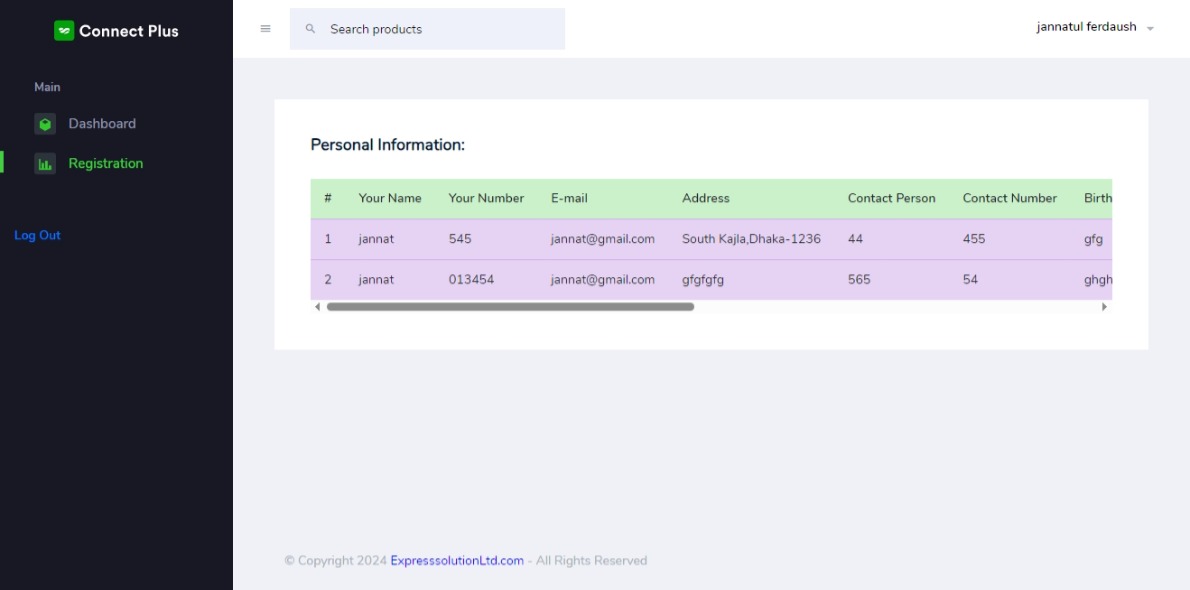 Connect Plus
Search products
jannatul ferdaush
Main
Dashboard
Registration
Log Out
Personal Information:
# Your Name Your Number E-mail Address Contact Person Contact Number Birth
1 jannat 545 jannat@gmail.com South Kajla,Dhaka-1236 44 455 gfg
2 jannat 013454 jannat@gmail.com gfgfgfg 565 54 ghgh
© Copyright 2024 ExpresssolutionLtd.com - All Rights Reserved